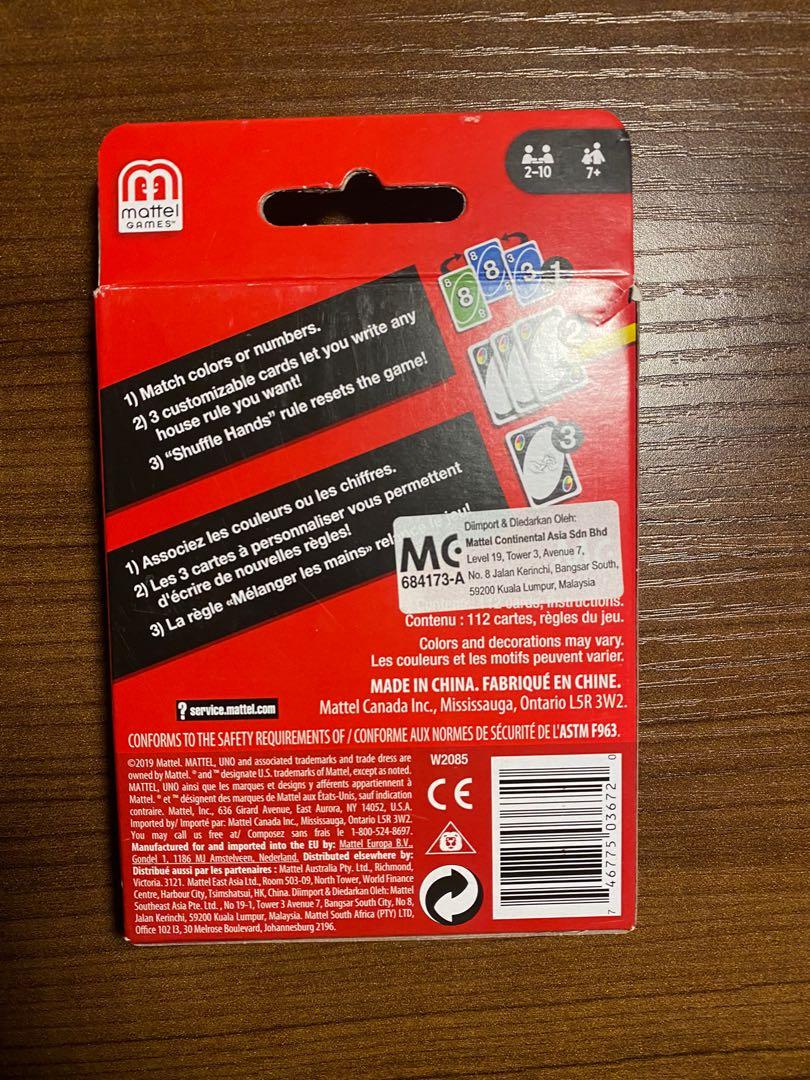 mattel
GAMES™
2-10
7+
8
8
8
8
8
3
3
1
2
3
1) Match colors or numbers.
2) 3 customizable cards let you write any
house rule you want!
3) “Shuffle Hands” rule resets the game!
1) Associez les couleurs ou les chiffres.
2) Les 3 cartes à personnaliser vous permettent
d'écrire de nouvelles règles!
3) La règle «Mélanger les mains» jeu!
MC
684173-A
Diimport & Diedarkan Oleh:
Mattel Continental Asia Sdn Bhd
Level 19, Tower 3, Avenue 7,
No. 8 Jalan Kerinchi, Bangsar South,
59200 Kuala Lumpur, Malaysia
cards, instructions.
Contenu : 112 cartes, règles du jeu.
Colors and decorations may vary.
Les couleurs et les motifs peuvent varier.
MADE IN CHINA. FABRIQUÉ EN CHINE.
? service.mattel.com
Mattel Canada Inc., Mississauga, Ontario L5R 3W2.
CONFORMS TO THE SAFETY REQUIREMENTS OF / CONFORME AUX NORMES DE SÉCURITÉ DE L'ASTM F963.
©2019 Mattel. MATTEL, UNO and associated trademarks and trade dress are
owned by Mattel. ® and ™ designate U.S. trademarks of Mattel, except as noted.
MATTEL, UNO ainsi que les marques et designs y afférents appartiennent à
Mattel. ® et ™ désignent des marques de Mattel aux États-Unis, sauf indication
contraire. Mattel, Inc., 636 Girard Avenue, East Aurora, NY 14052, U.S.A.
Imported by/ Importé par: Mattel Canada Inc., Mississauga, Ontario L5R 3W2.
You may call us free at/ Composez sans frais le 1-800-524-8697.
Manufactured for and imported into the EU by: Mattel Europa B.V.,
Gondel 1, 1186 MJ Amstelveen, Nederland. Distributed elsewhere by:
Distribué aussi par les partenaires : Mattel Australia Pty. Ltd., Richmond,
Victoria. 3121. Mattel East Asia Ltd., Room 503-09, North Tower, World Finance
Centre, Harbour City, Tsimshatsui, HK, China. Diimport & Diedarkan Oleh: Mattel
Southeast Asia Pte. Ltd. , No 19-1, Tower 3 Avenue 7, Bangsar South City, No 8,
Jalan Kerinchi, 59200 Kuala Lumpur, Malaysia. Mattel South Africa (PTY) LTD,
Office 102 I3, 30 Melrose Boulevard, Johannesburg 2196.
W2085
CE
7 46775 03672 0